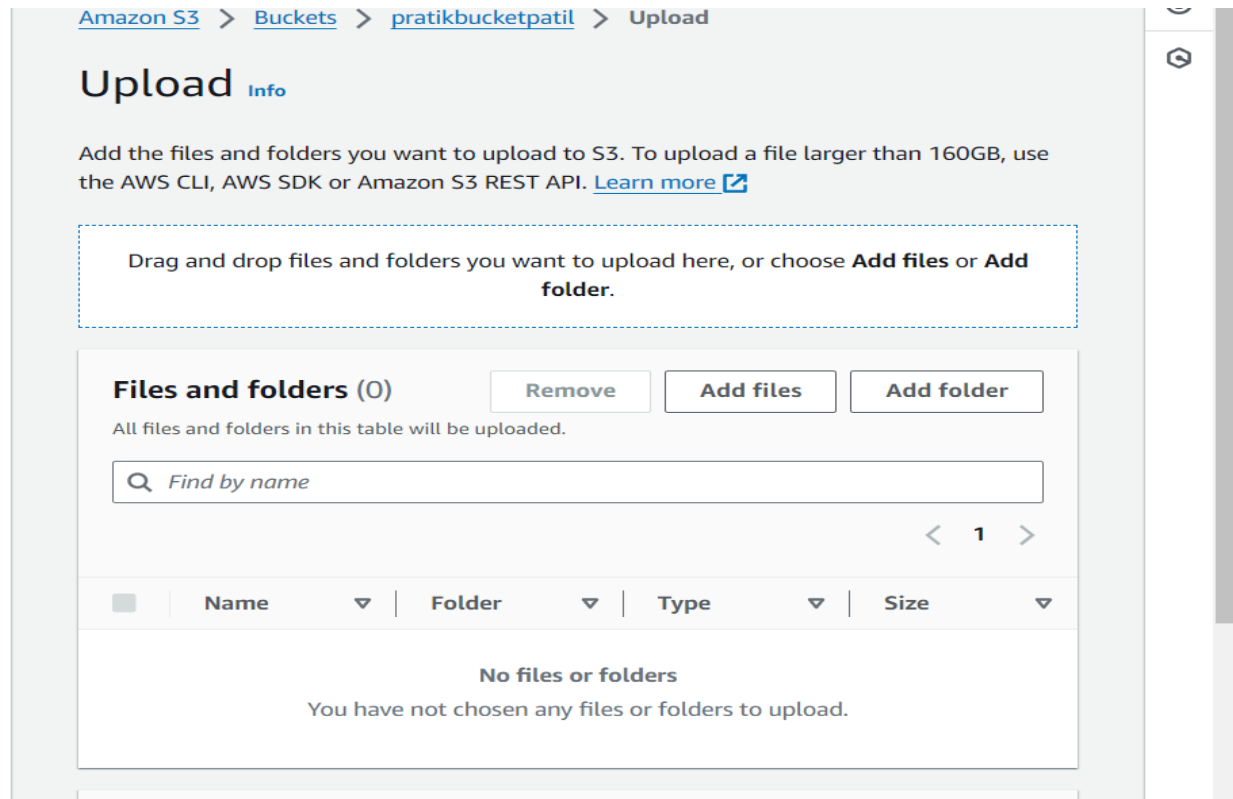 Amazon S3 > Buckets > pratikbucketpatil > Upload
Upload Info
Add the files and folders you want to upload to S3. To upload a file larger than 160GB, use
the AWS CLI, AWS SDK or Amazon S3 REST API. Learn more
Drag and drop files and folders you want to upload here, or choose Add files or Add
folder.
Files and folders (0) Remove Add files Add folder
All files and folders in this table will be uploaded.
Find by name
< 1 >
Name Folder Type Size
No files or folders
You have not chosen any files or folders to upload.